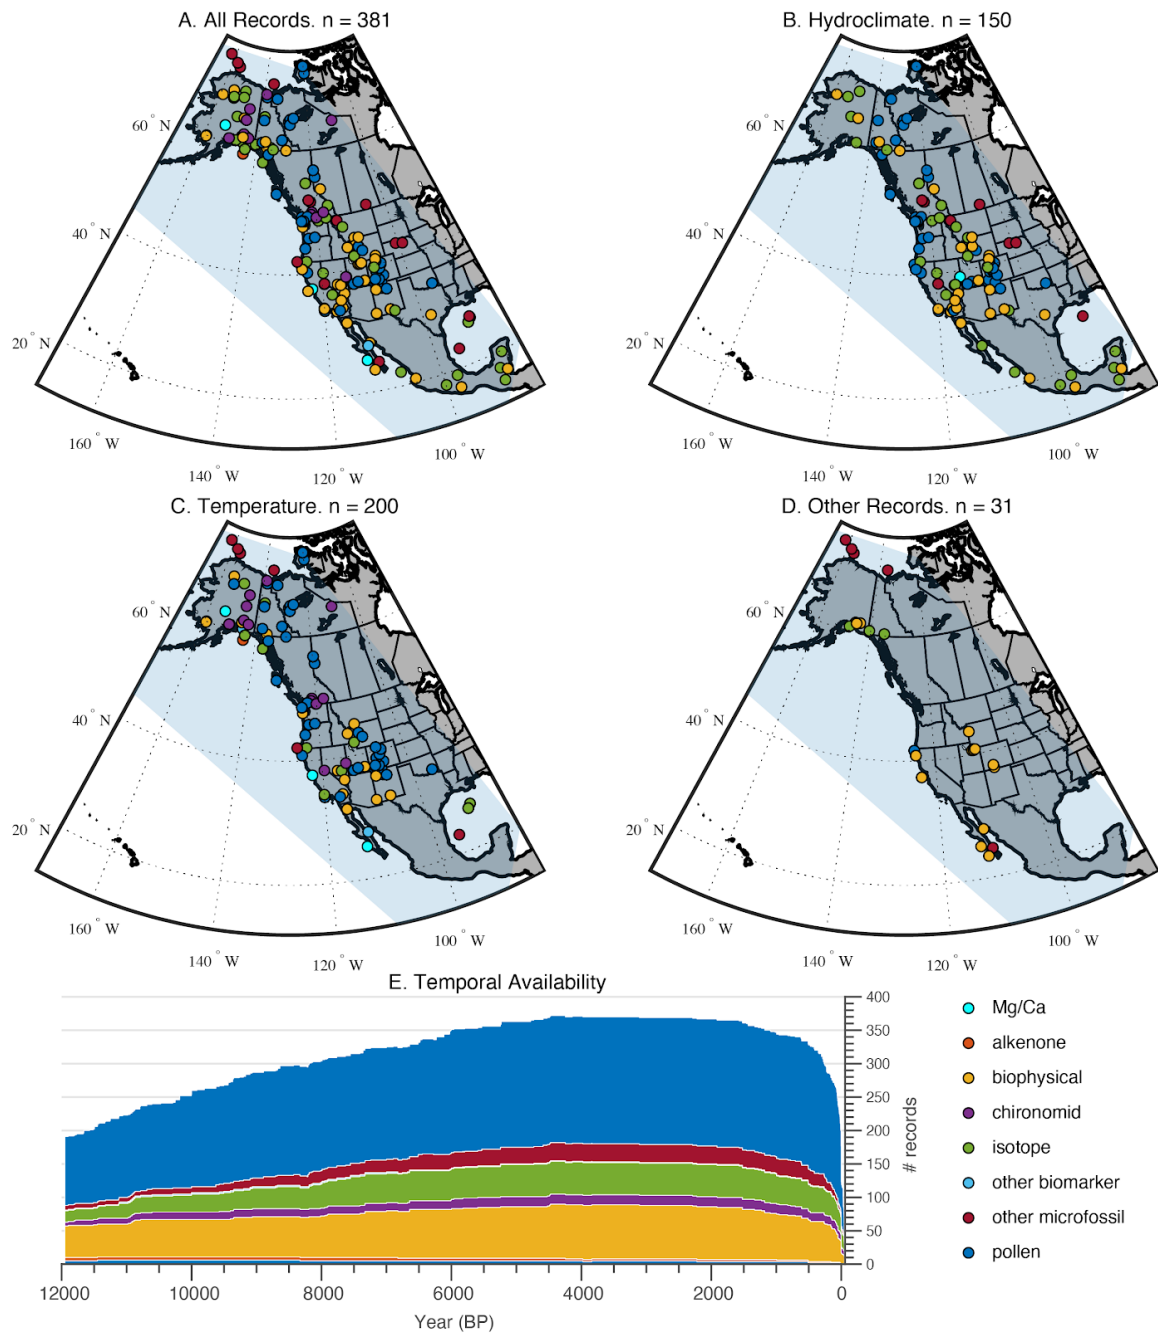 A. All Records. n = 381
60° N
40° N
20° N
160° W
140° W
120° W
100° W
B. Hydroclimate. n = 150
60° N
40° N
20° N
160° W
140° W
120° W
100° W
C. Temperature. n = 200
60° N
40° N
20° N
160° W
140° W
120° W
100° W
D. Other Records. n = 31
60° N
40° N
20° N
160° W
140° W
120° W
100° W
E. Temporal Availability
400
350
300
250
200
150
100
50
0
# records
12000
10000
8000
6000
4000
2000
0
Year (BP)
Mg/Ca
alkenone
biophysical
chironomid
isotope
other biomarker
other microfossil
pollen